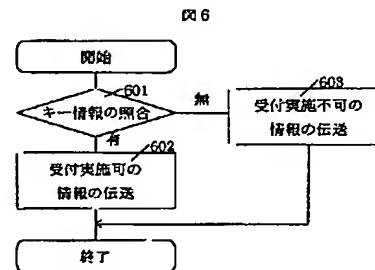 図6
開始
601
キー情報の照合
無
603
受付実施不可の
情報の伝送
有
602
受付実施可の
情報の伝送
終了